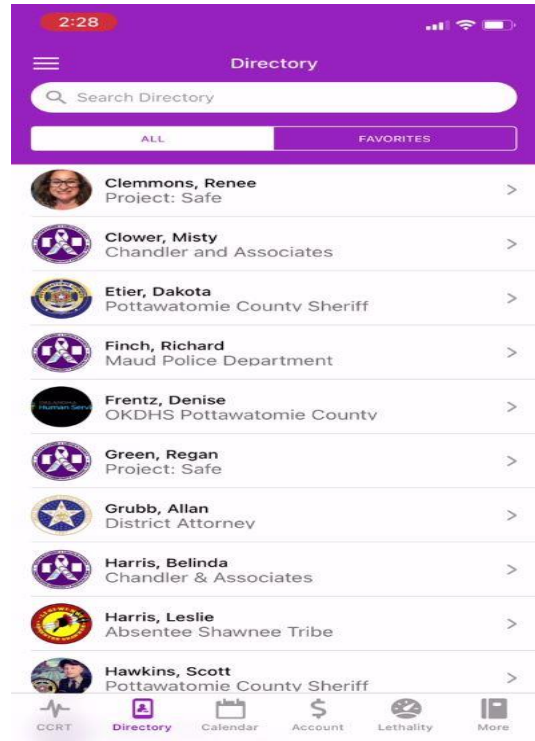 2:28
Directory
Search Directory
ALL
FAVORITES
Clemmons, Renee
Project: Safe
Clower, Misty
Chandler and Associates
Etier, Dakota
Pottawatomie County Sheriff
Finch, Richard
Maud Police Department
Frentz, Denise
OKDHS Pottawatomie County
Green, Regan
Project: Safe
Grubb, Allan
District Attorney
Harris, Belinda
Chandler & Associates
Harris, Leslie
Absentee Shawnee Tribe
Hawkins, Scott
Pottawatomie County Sheriff
CCRT
Directory
Calendar
Account
Lethality
More